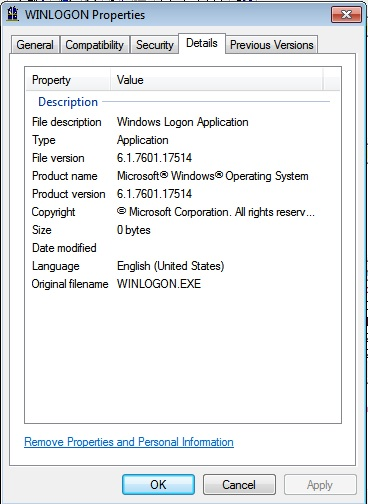 WINLOGON Properties
General Compatibility Security Details Previous Versions
Property Value
Description
File description Windows Logon Application
Type Application
File version 6.1.7601.17514
Product name Microsoft® Windows® Operating System
Product version 6.1.7601.17514
Copyright © Microsoft Corporation. All rights reserv...
Size 0 bytes
Date modified
Language English (United States)
Original filename WINLOGON.EXE
Remove Properties and Personal Information
OK Cancel Apply